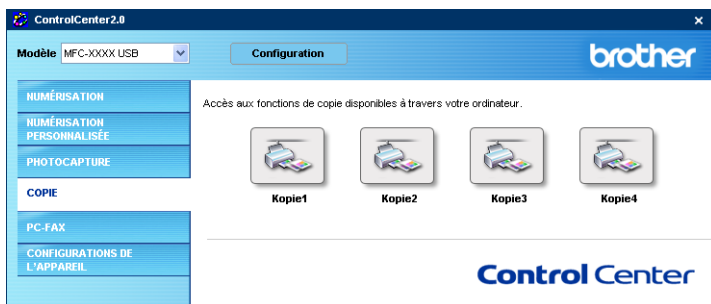 ControlCenter2.0
Modèle MFC-XXXX USB Configuration brother
NUMÉRISATION
NUMÉRISATION
PERSONNALISÉE
PHOTOCAPTURE
COPIE
PC-FAX
CONFIGURATIONS DE
L'APPAREIL
Accès aux fonctions de copie disponibles à travers votre ordinateur.
Kopie1 Kopie2 Kopie3 Kopie4
Control Center